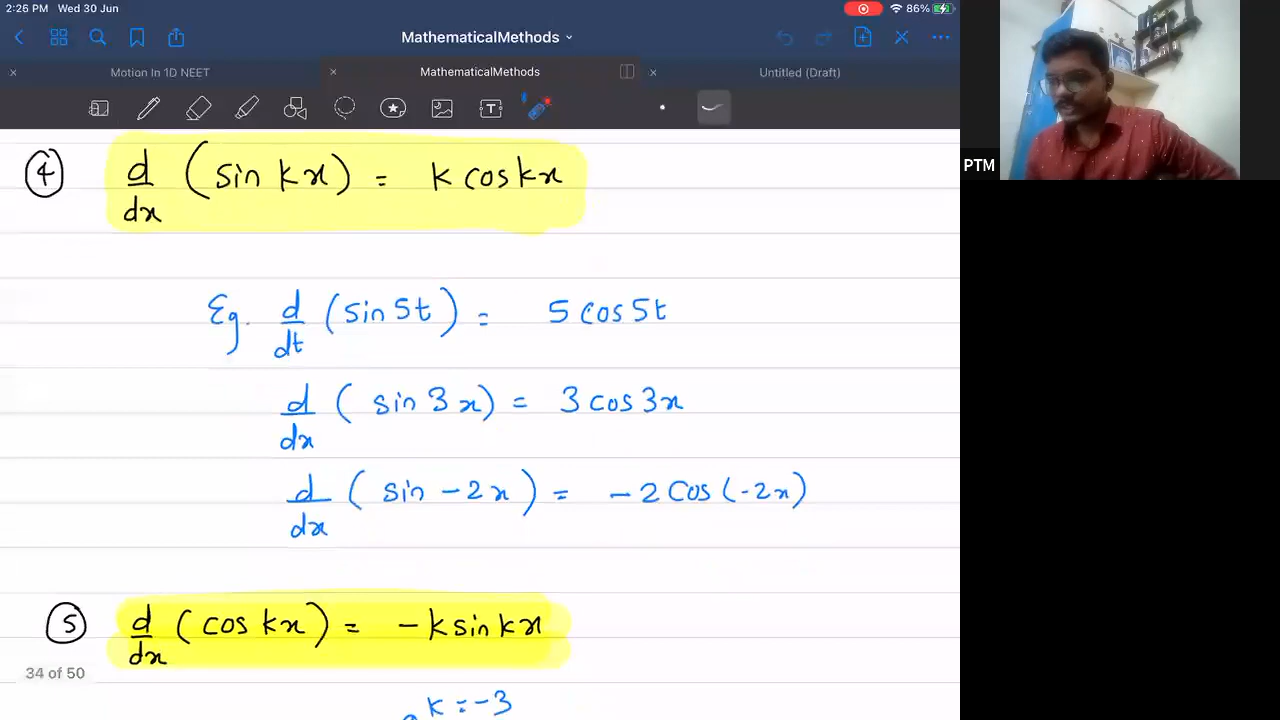 2:26 PM Wed 30 Jun 86%
MathematicalMethods
Motion In 1D NEET MathematicalMethods Untitled (Draft)
PTM
④ d/dx (sin kx) = k cos kx
Eg. d/dt (sin 5t) = 5 cos 5t
d/dx (sin 3x) = 3 cos 3x
d/dx (sin -2x) = -2 cos (-2x)
⑤ d/dx (cos kx) = -k sin kx
34 of 50
k = -3